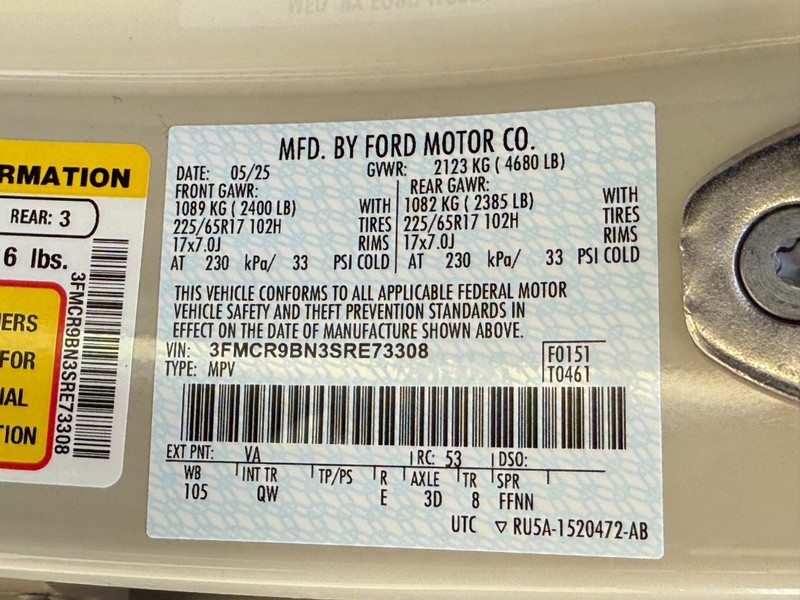 RMATION
REAR: 3
6 lbs.
ERS
FOR
IAL
TION
3FMCR9BN3SRE73308
MFD. BY FORD MOTOR CO.
DATE: 05/25 GVWR: 2123 KG ( 4680 LB)
FRONT GAWR: REAR GAWR:
1089 KG ( 2400 LB) WITH 1082 KG ( 2385 LB) WITH
225/65R17 102H TIRES 225/65R17 102H TIRES
17x7.0J RIMS 17x7.0J RIMS
AT 230 kPa/ 33 PSI COLD AT 230 kPa/ 33 PSI COLD
THIS VEHICLE CONFORMS TO ALL APPLICABLE FEDERAL MOTOR
VEHICLE SAFETY AND THEFT PREVENTION STANDARDS IN
EFFECT ON THE DATE OF MANUFACTURE SHOWN ABOVE.
VIN: 3FMCR9BN3SRE73308 F0151
TYPE: MPV T0461
EXT PNT: VA RC: 53 DSO:
WB INT TR TP/PS R AXLE TR SPR
105 QW E 3D 8 FFNN
UTC ▽ RU5A-1520472-AB